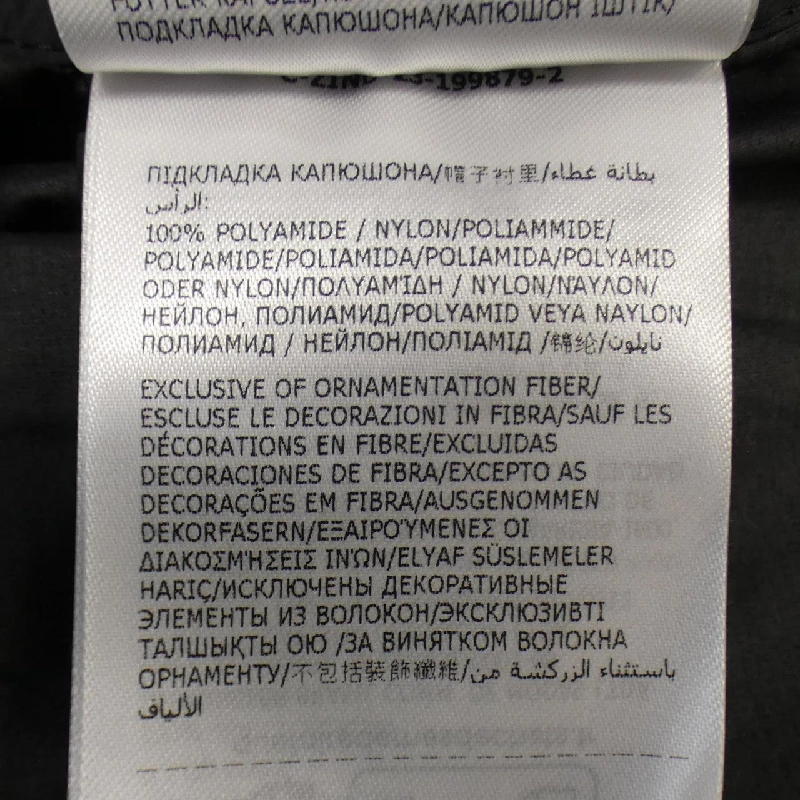 ПОДКЛАДКА КАПЮШОНА/КАПЮШОН ІШТІК/
-199879-2
ПІДКЛАДКА КАПЮШОНА/帽子衬里/بطانة غطاء
الرأس:
100% POLYAMIDE / NYLON/POLIAMMIDE/
POLYAMIDE/POLIAMIDA/POLIAMIDA/POLYAMID
ODER NYLON/ΠΟΛΥΑΜΊΔΗ / NYLON/ΝΆΥΛΟΝ/
НЕЙЛОН, ПОЛИАМИД/POLYAMID VEYA NAYLON/
ПОЛИАМИД / НЕЙЛОН/ПОЛІАМІД /锦纶/نايلون
EXCLUSIVE OF ORNAMENTATION FIBER/
ESCLUSE LE DECORAZIONI IN FIBRA/SAUF LES
DÉCORATIONS EN FIBRE/EXCLUIDAS
DECORACIONES DE FIBRA/EXCEPTO AS
DECORAÇÕES EM FIBRA/AUSGENOMMEN
DEKORFASERN/ΕΞΑΙΡΟΎΜΕΝΕΣ ΟΙ
ΔΙΑΚΟΣΜΉΣΕΙΣ ΙΝΏΝ/ELYAF SÜSLEMELER
HARIÇ/ИСКЛЮЧЕНЫ ДЕКОРАТИВНЫЕ
ЭЛЕМЕНТЫ ИЗ ВОЛОКОН/ЭКСКЛЮЗИВТІ
ТАЛШЫҚТЫ ОЮ /ЗА ВИНЯТКОМ ВОЛОКНА
ОРНАМЕНТУ/不包括裝飾纖維/باستثناء الزركشة من
الألياف